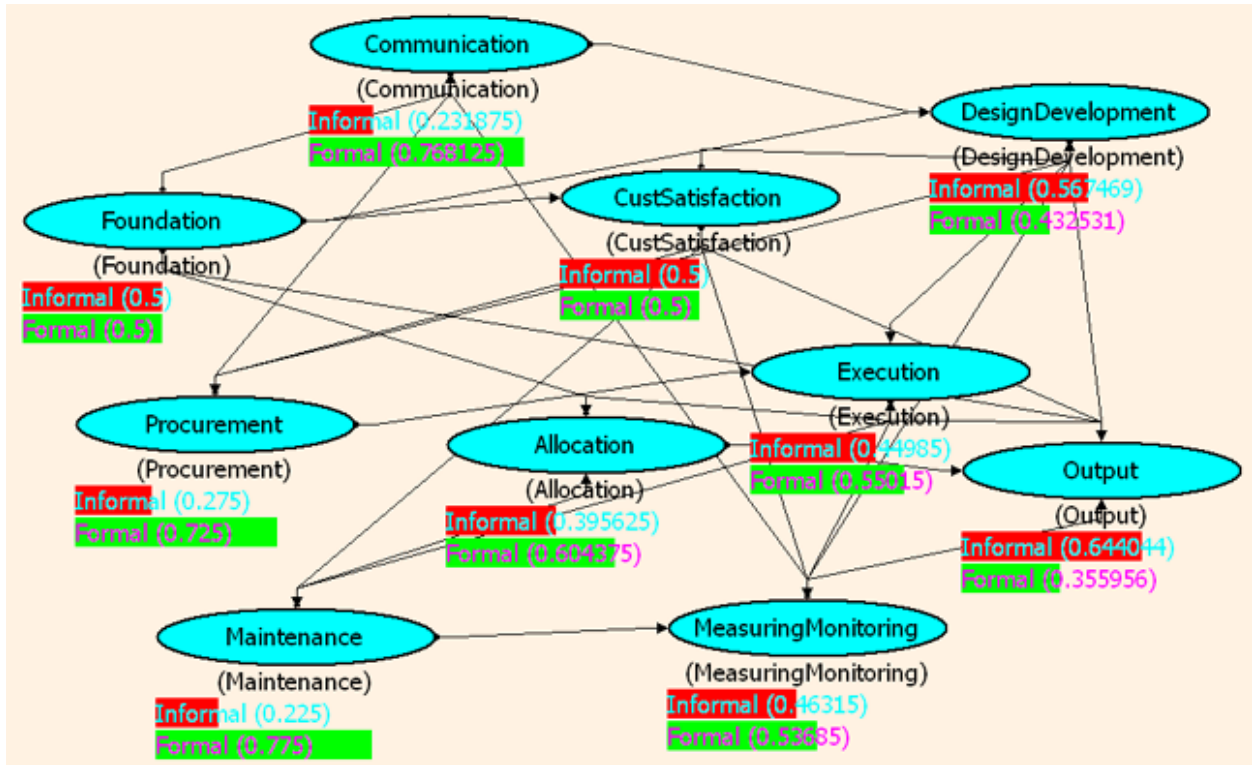 Communication
(Communication)
Informal (0.231875)
Formal (0.768125)
DesignDevelopment
(DesignDevelopment)
Informal (0.567469)
Formal (0.432531)
Foundation
(Foundation)
Informal (0.5)
Formal (0.5)
CustSatisfaction
(CustSatisfaction)
Informal (0.5)
Formal (0.5)
Execution
(Execution)
Informal (0.44985)
Formal (0.55015)
Procurement
(Procurement)
Informal (0.275)
Formal (0.725)
Allocation
(Allocation)
Informal (0.395625)
Formal (0.604375)
Output
(Output)
Informal (0.644044)
Formal (0.355956)
Maintenance
(Maintenance)
Informal (0.225)
Formal (0.775)
MeasuringMonitoring
(MeasuringMonitoring)
Informal (0.46315)
Formal (0.53685)